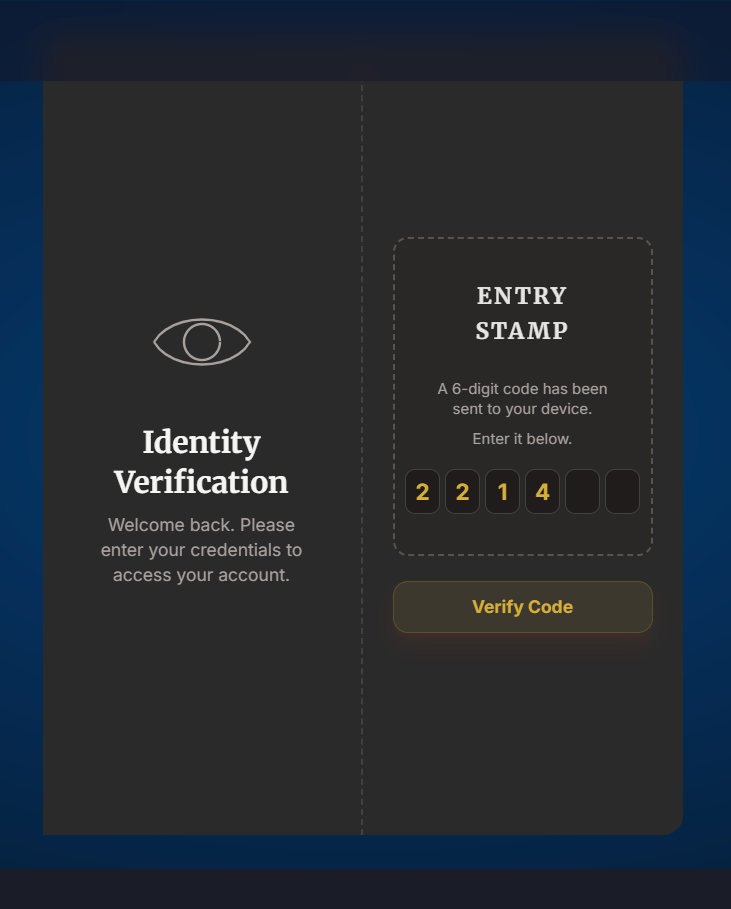 Identity
Verification
Welcome back. Please
enter your credentials to
access your account.
ENTRY
STAMP
A 6-digit code has been
sent to your device.
Enter it below.
2 2 1 4
Verify Code